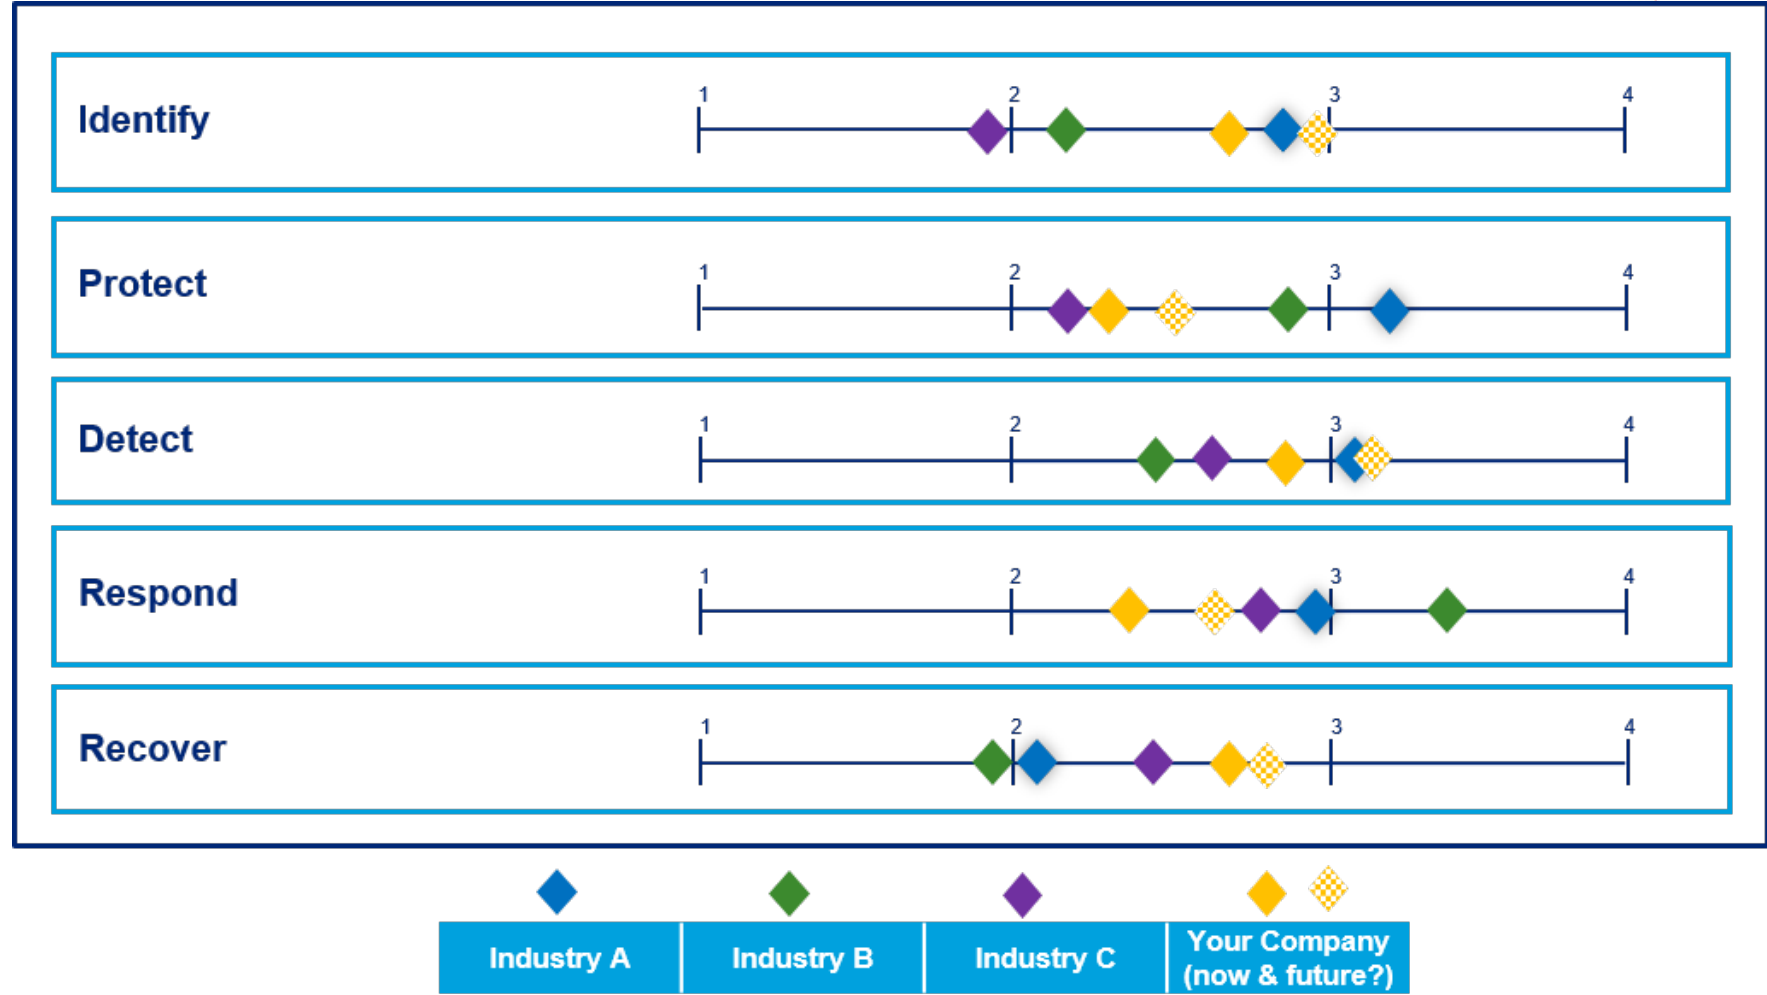 Identify
1 2 3 4
Protect
1 2 3 4
Detect
1 2 3 4
Respond
1 2 3 4
Recover
1 2 3 4
Industry A
Industry B
Industry C
Your Company
(now & future?)